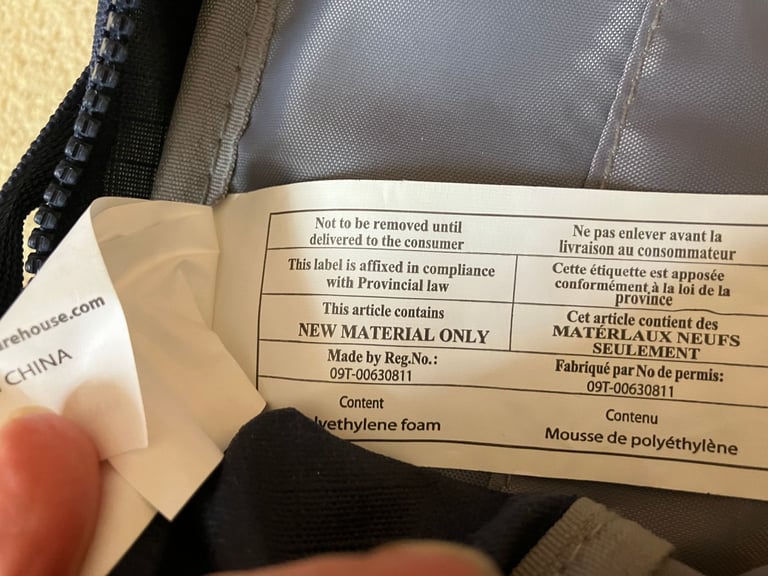 rehouse.com
CHINA
Not to be removed until
delivered to the consumer
Ne pas enlever avant la
livraison au consommateur
This label is affixed in compliance
with Provincial law
Cette étiquette est apposée
conformément à la loi de la
province
This article contains
NEW MATERIAL ONLY
Cet article contient des
MATÉRLAUX NEUFS
SEULEMENT
Made by Reg.No.:
09T-00630811
Fabriqué par No de permis:
09T-00630811
Content
lyethylene foam
Contenu
Mousse de polyéthylène